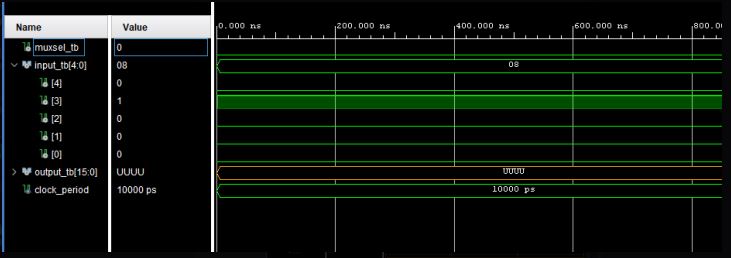 Name Value
0.000 ns 200.000 ns 400.000 ns 600.000 ns 800.00
muxsel_tb 0
input_tb[4:0] 08 08
[4] 0
[3] 1
[2] 0
[1] 0
[0] 0
output_tb[15:0] UUUU UUUU
clock_period 10000 ps 10000 ps